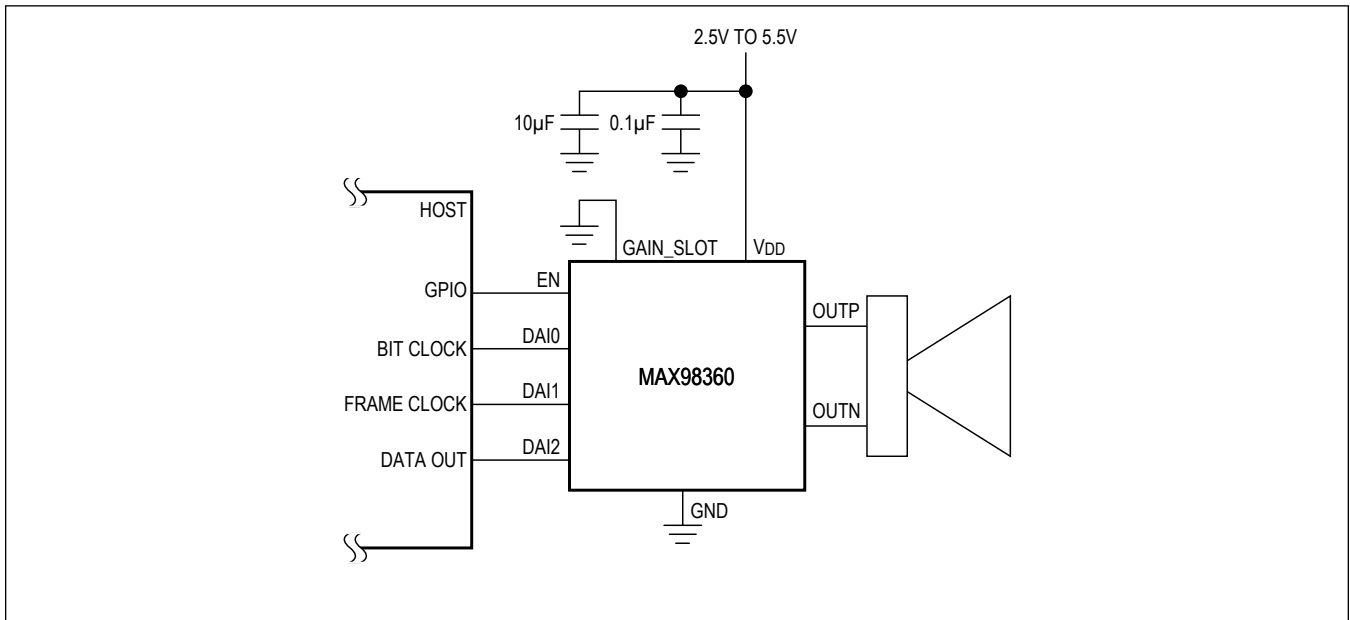 2.5V TO 5.5V
10µF
0.1µF
HOST
GAIN_SLOT
VDD
GPIO
EN
OUTP
BIT CLOCK
DAI0
MAX98360
FRAME CLOCK
DAI1
OUTN
DATA OUT
DAI2
GND